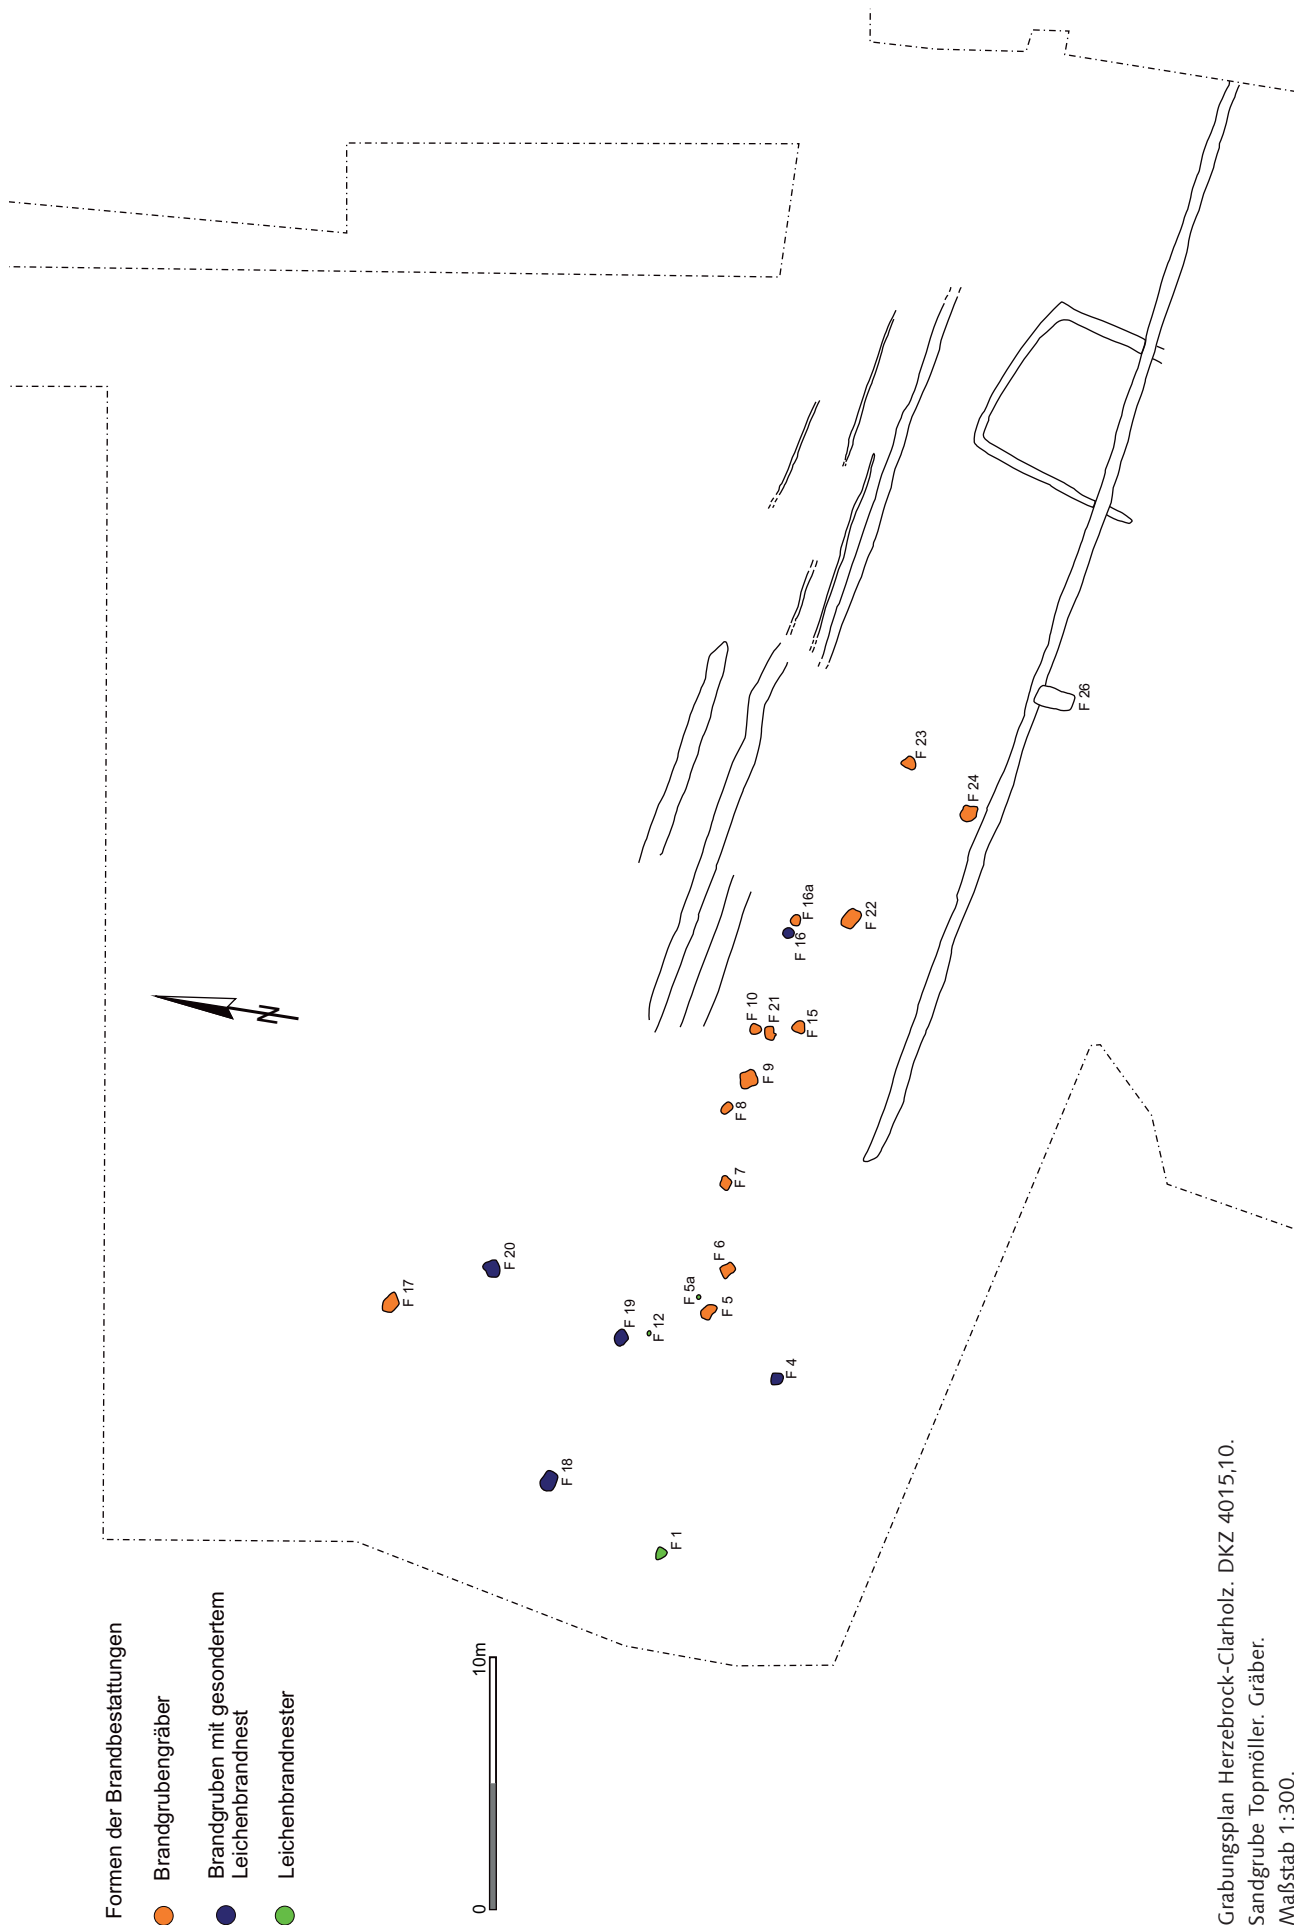 Formen der Brandbestattungen
Brandgrubengräber
Brandgruben mit gesondertem
Leichenbrandnest
Leichenbrandnester
0
10m
N
F 17
F 20
F 19
F 12
F 18
F 1
F 5a
F 5
F 6
F 4
F 7
F 8
F 9
F 10
F 21
F 15
F 16
F 16a
F 22
F 23
F 24
F 26
Grabungsplan Herzebrock-Clarholz. DKZ 4015,10.
Sandgrube Topmöller. Gräber.
Maßstab 1:300.